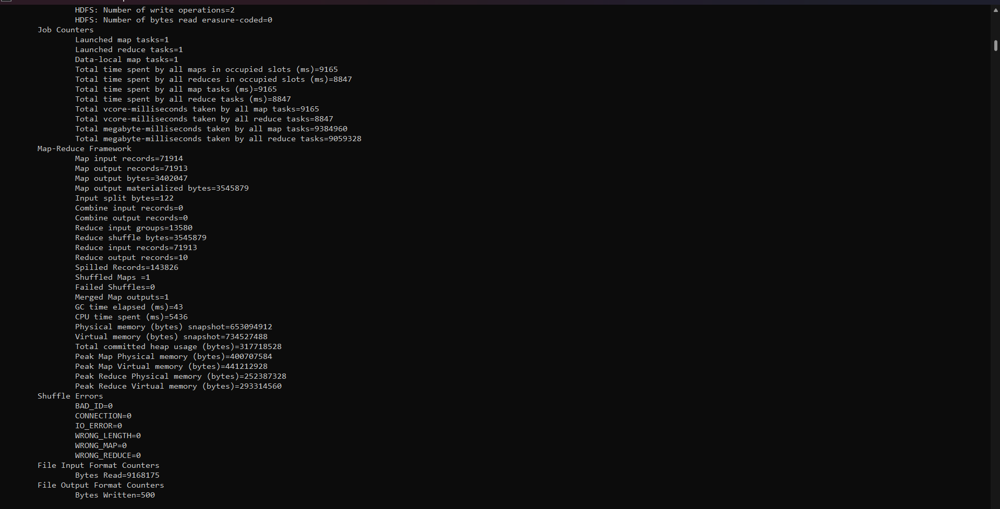 HDFS: Number of write operations=2
HDFS: Number of bytes read erasure-coded=0
Job Counters
Launched map tasks=1
Launched reduce tasks=1
Data-local map tasks=1
Total time spent by all maps in occupied slots (ms)=9165
Total time spent by all reduces in occupied slots (ms)=8847
Total time spent by all map tasks (ms)=9165
Total time spent by all reduce tasks (ms)=8847
Total vcore-milliseconds taken by all map tasks=9165
Total vcore-milliseconds taken by all reduce tasks=8847
Total megabyte-milliseconds taken by all map tasks=9384960
Total megabyte-milliseconds taken by all reduce tasks=9059328
Map-Reduce Framework
Map input records=71914
Map output records=71913
Map output bytes=3402047
Map output materialized bytes=3545879
Input split bytes=122
Combine input records=0
Combine output records=0
Reduce input groups=13580
Reduce shuffle bytes=3545879
Reduce input records=71913
Reduce output records=10
Spilled Records=143826
Shuffled Maps =1
Failed Shuffles=0
Merged Map outputs=1
GC time elapsed (ms)=43
CPU time spent (ms)=5436
Physical memory (bytes) snapshot=653094912
Virtual memory (bytes) snapshot=734527488
Total committed heap usage (bytes)=317718528
Peak Map Physical memory (bytes)=400707584
Peak Map Virtual memory (bytes)=441212928
Peak Reduce Physical memory (bytes)=252387328
Peak Reduce Virtual memory (bytes)=293314560
Shuffle Errors
BAD_ID=0
CONNECTION=0
IO_ERROR=0
WRONG_LENGTH=0
WRONG_MAP=0
WRONG_REDUCE=0
File Input Format Counters
Bytes Read=9168175
File Output Format Counters
Bytes Written=500